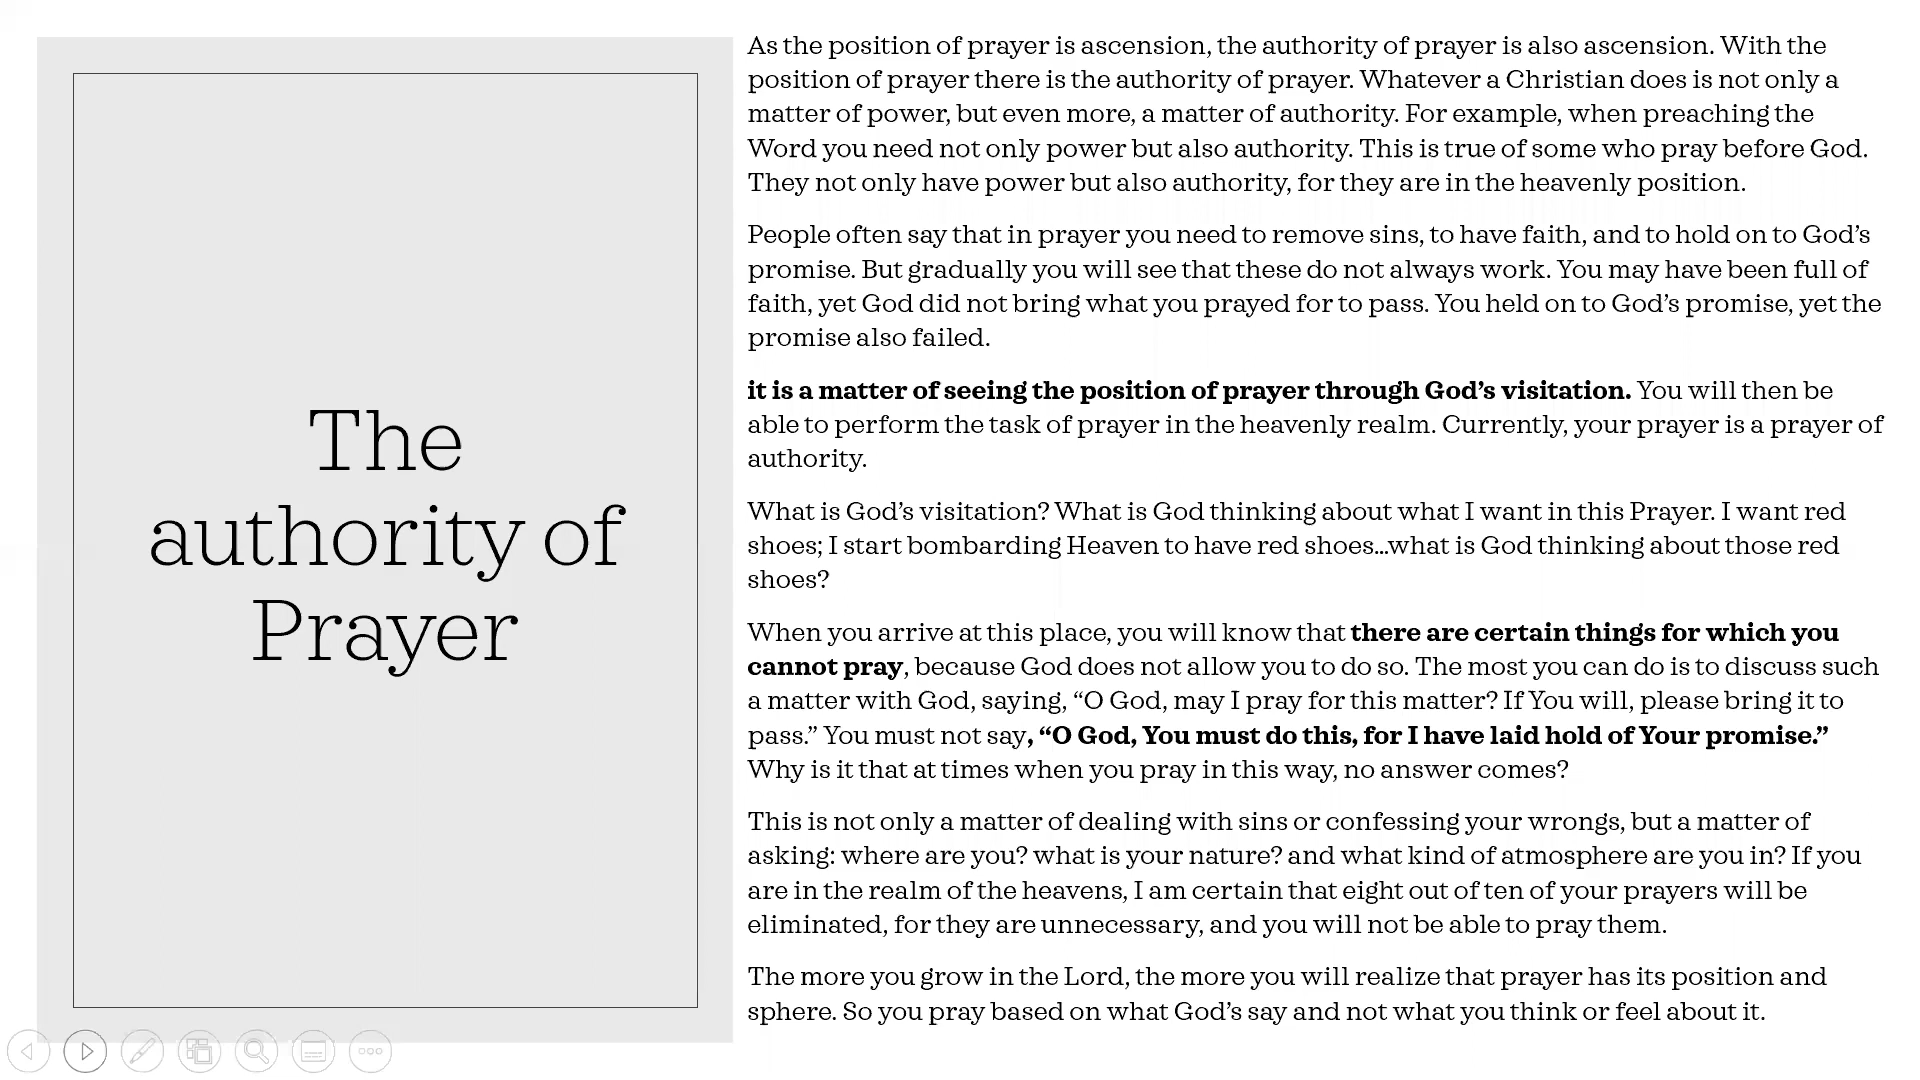 The
authority of
Prayer
As the position of prayer is ascension, the authority of prayer is also ascension. With the
position of prayer there is the authority of prayer. Whatever a Christian does is not only a
matter of power, but even more, a matter of authority. For example, when preaching the
Word you need not only power but also authority. This is true of some who pray before God.
They not only have power but also authority, for they are in the heavenly position.
People often say that in prayer you need to remove sins, to have faith, and to hold on to God’s
promise. But gradually you will see that these do not always work. You may have been full of
faith, yet God did not bring what you prayed for to pass. You held on to God’s promise, yet the
promise also failed.
it is a matter of seeing the position of prayer through God’s visitation. You will then be
able to perform the task of prayer in the heavenly realm. Currently, your prayer is a prayer of
authority.
What is God’s visitation? What is God thinking about what I want in this Prayer. I want red
shoes; I start bombarding Heaven to have red shoes…what is God thinking about those red
shoes?
When you arrive at this place, you will know that there are certain things for which you
cannot pray, because God does not allow you to do so. The most you can do is to discuss such
a matter with God, saying, “O God, may I pray for this matter? If You will, please bring it to
pass.” You must not say, “O God, You must do this, for I have laid hold of Your promise.”
Why is it that at times when you pray in this way, no answer comes?
This is not only a matter of dealing with sins or confessing your wrongs, but a matter of
asking: where are you? what is your nature? and what kind of atmosphere are you in? If you
are in the realm of the heavens, I am certain that eight out of ten of your prayers will be
eliminated, for they are unnecessary, and you will not be able to pray them.
The more you grow in the Lord, the more you will realize that prayer has its position and
sphere. So you pray based on what God’s say and not what you think or feel about it.